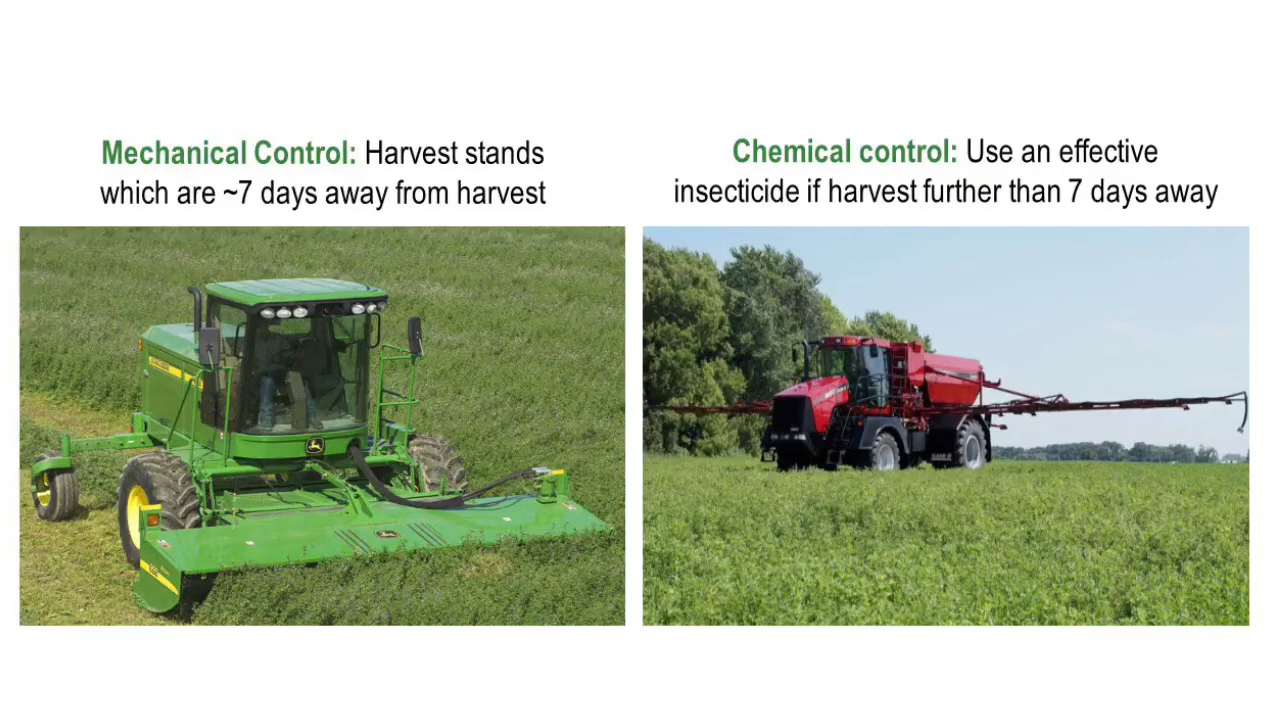 Mechanical Control: Harvest stands
which are ~7 days away from harvest
Chemical control: Use an effective
insecticide if harvest further than 7 days away